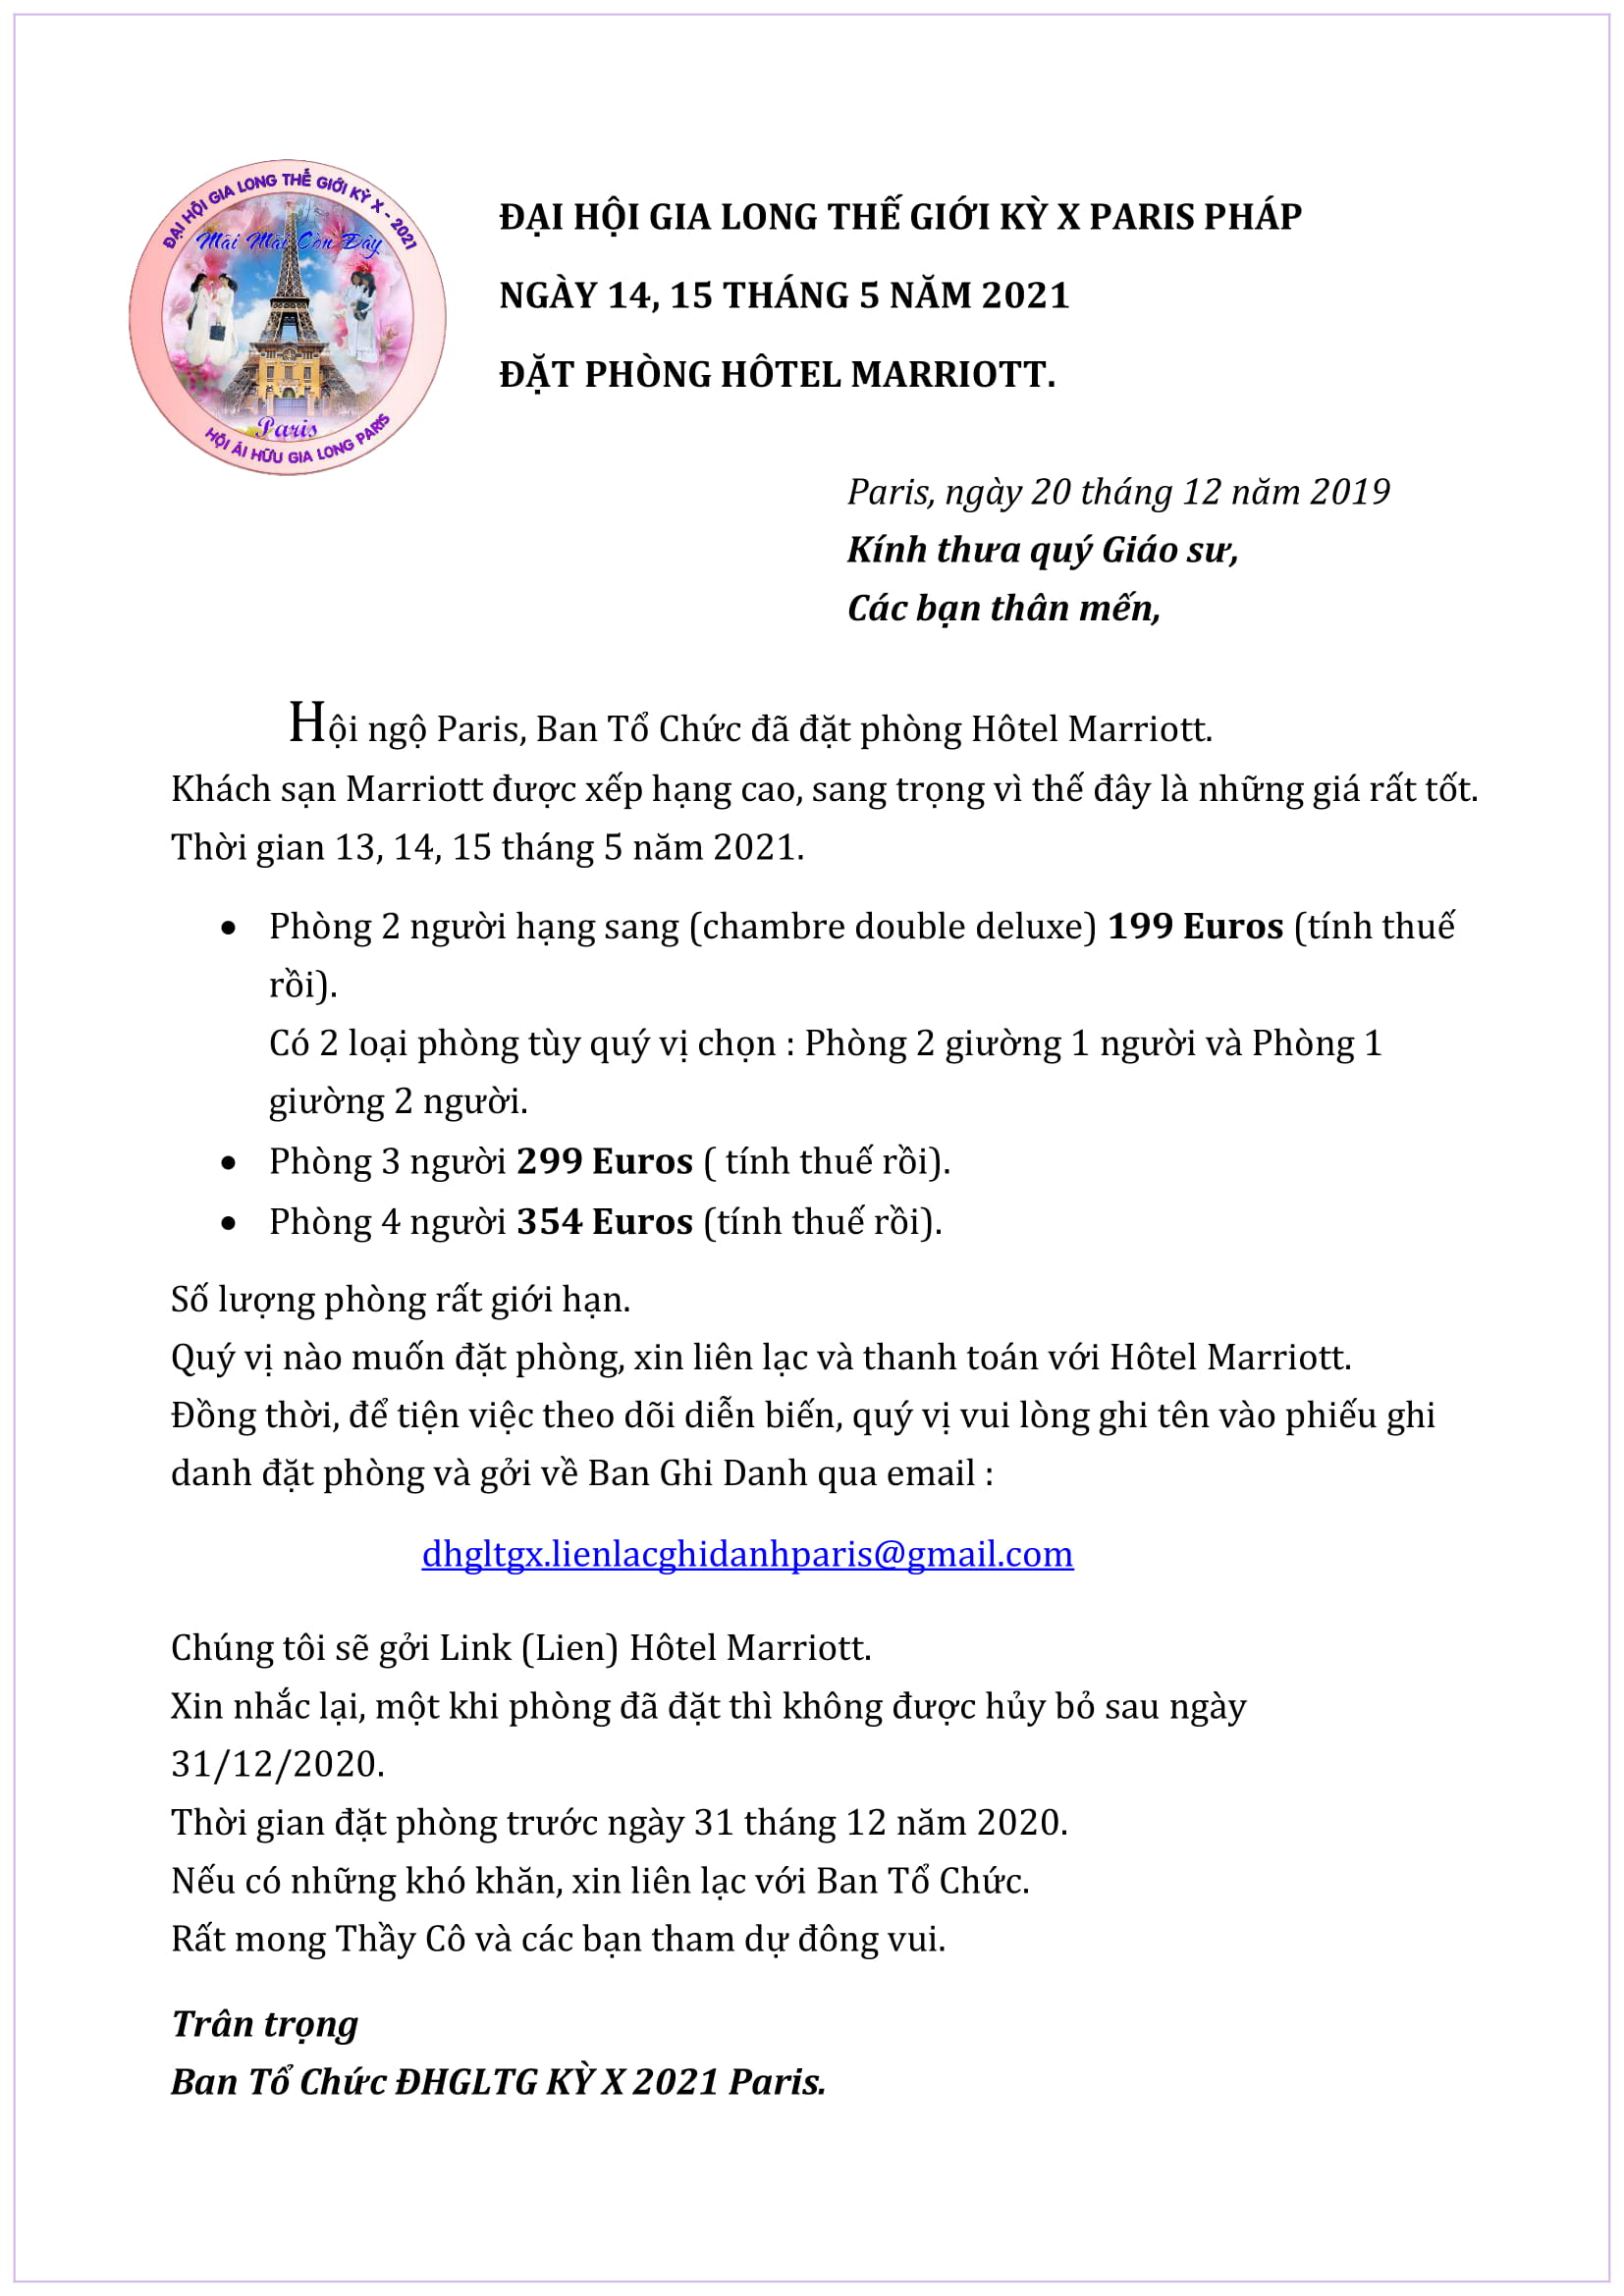 ĐẠI HỘI GIA LONG THẾ GIỚI KỲ X - 2021
Mãi Mãi Còn Đây
Paris
HỘI ÁI HỮU GIA LONG PARIS
ĐẠI HỘI GIA LONG THẾ GIỚI KỲ X PARIS PHÁP
NGÀY 14, 15 THÁNG 5 NĂM 2021
ĐẶT PHÒNG HÔTEL MARRIOTT.
Paris, ngày 20 tháng 12 năm 2019
Kính thưa quý Giáo sư,
Các bạn thân mến,
Hội ngộ Paris, Ban Tổ Chức đã đặt phòng Hôtel Marriott.
Khách sạn Marriott được xếp hạng cao, sang trọng vì thế đây là những giá rất tốt.
Thời gian 13, 14, 15 tháng 5 năm 2021.
• Phòng 2 người hạng sang (chambre double deluxe) 199 Euros (tính thuế
rồi).
Có 2 loại phòng tùy quý vị chọn : Phòng 2 giường 1 người và Phòng 1
giường 2 người.
• Phòng 3 người 299 Euros ( tính thuế rồi).
• Phòng 4 người 354 Euros (tính thuế rồi).
Số lượng phòng rất giới hạn.
Quý vị nào muốn đặt phòng, xin liên lạc và thanh toán với Hôtel Marriott.
Đồng thời, để tiện việc theo dõi diễn biến, quý vị vui lòng ghi tên vào phiếu ghi
danh đặt phòng và gởi về Ban Ghi Danh qua email :
dhgltgx.lienlacghidanhparis@gmail.com
Chúng tôi sẽ gởi Link (Lien) Hôtel Marriott.
Xin nhắc lại, một khi phòng đã đặt thì không được hủy bỏ sau ngày
31/12/2020.
Thời gian đặt phòng trước ngày 31 tháng 12 năm 2020.
Nếu có những khó khăn, xin liên lạc với Ban Tổ Chức.
Rất mong Thầy Cô và các bạn tham dự đông vui.
Trân trọng
Ban Tổ Chức ĐHGLTG KỲ X 2021 Paris.